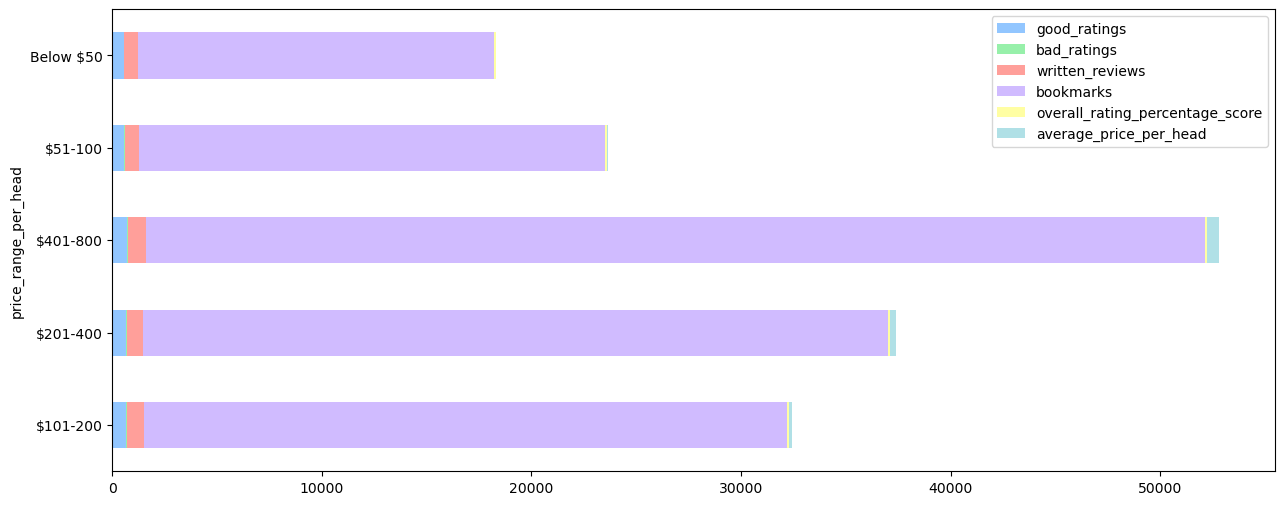 good_ratings
bad_ratings
written_reviews
bookmarks
overall_rating_percentage_score
average_price_per_head
price_range_per_head
Below $50
$51-100
$401-800
$201-400
$101-200
0 10000 20000 30000 40000 50000